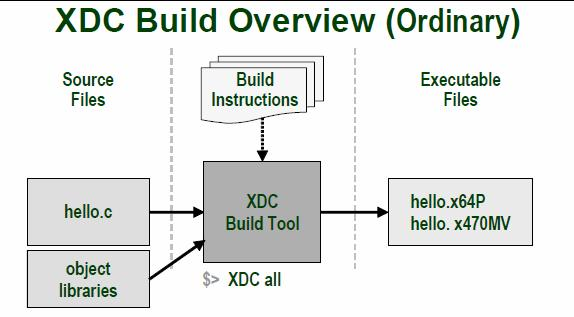 XDC Build Overview (Ordinary)
Source
Files
Build
Instructions
Executable
Files
hello.c
XDC
Build Tool
hello.x64P
hello. x470MV
object
libraries
$> XDC all